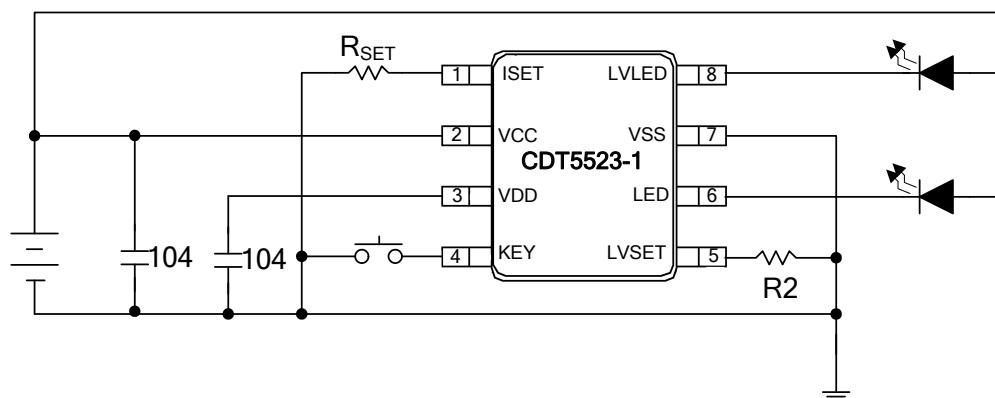 RSET
1 ISET LVLED 8
2 VCC VSS 7
CDT5523-1
3 VDD LED 6
104 104
4 KEY LVSET 5
R2